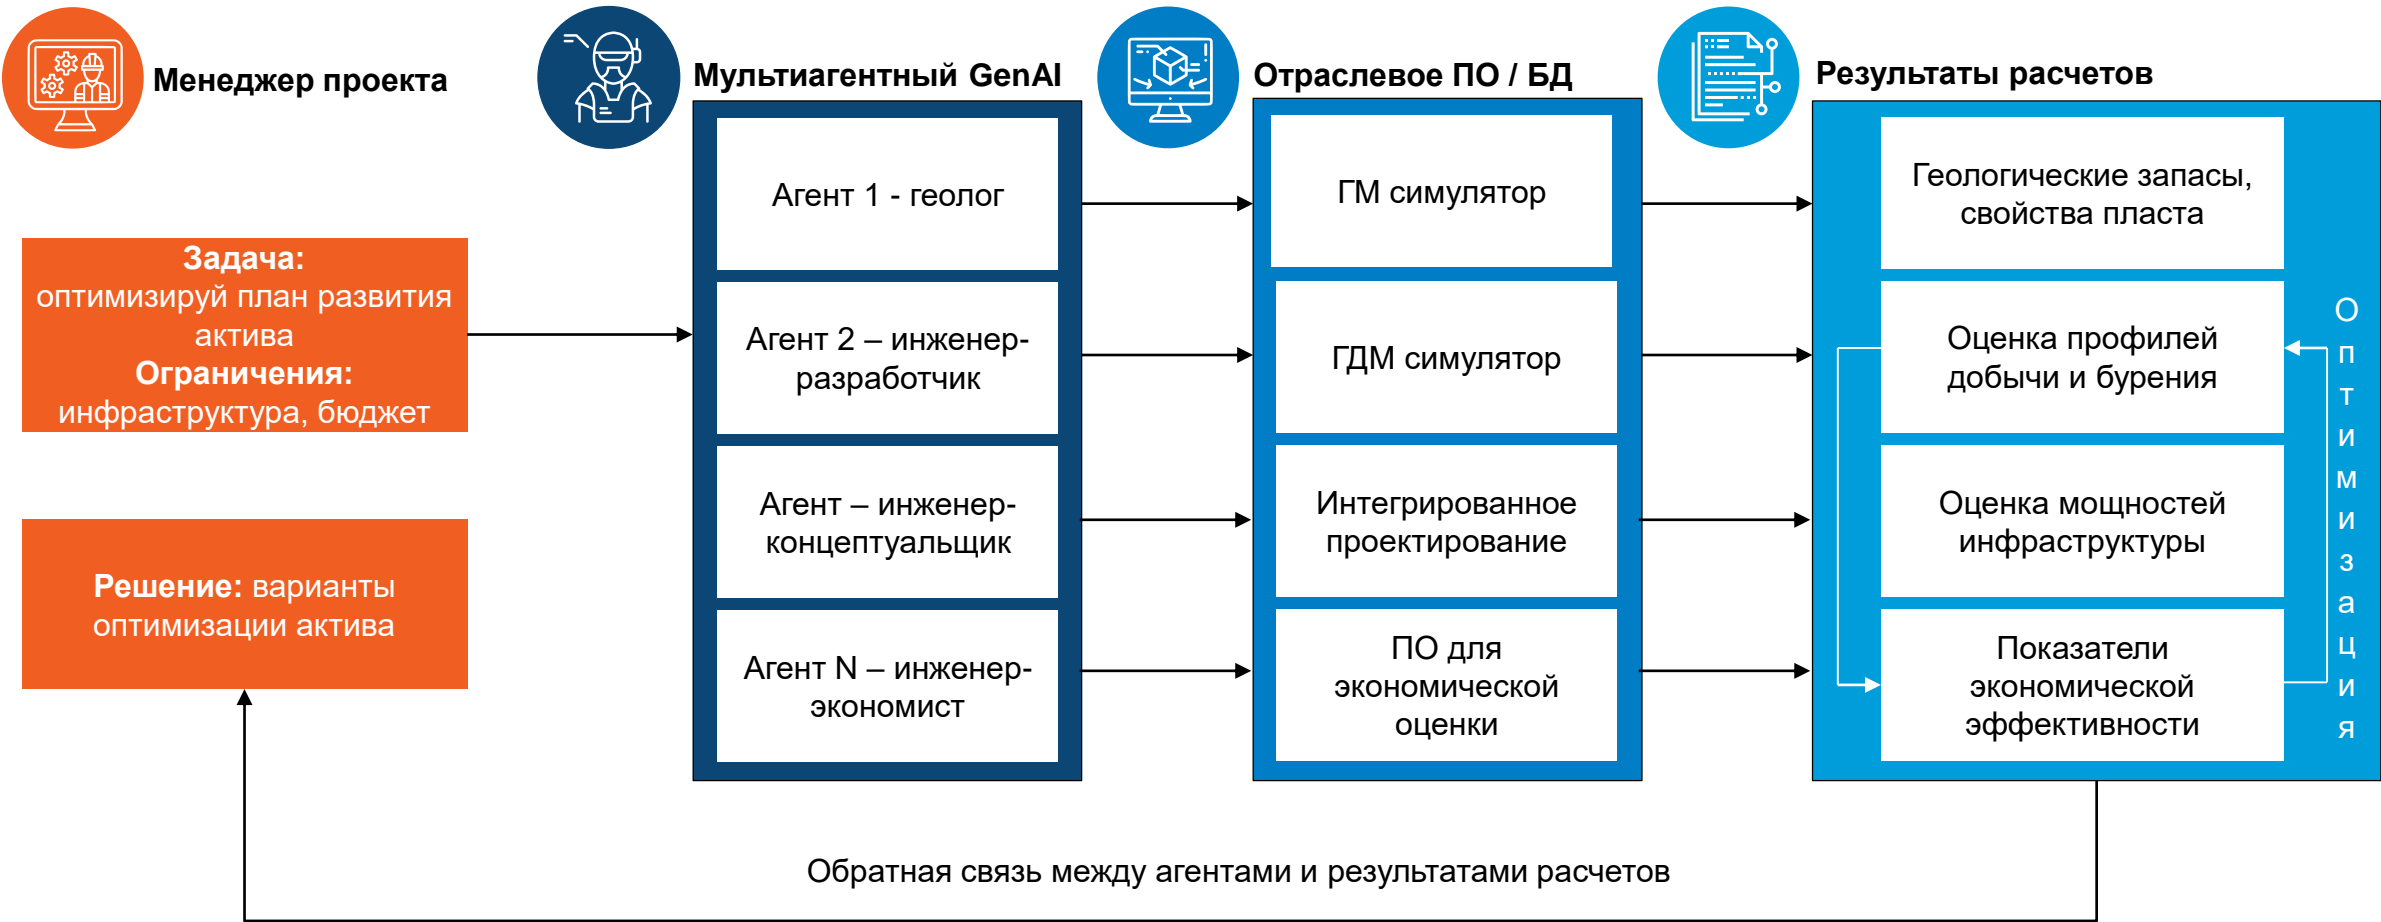 Менеджер проекта
Задача:
оптимизируй план развития
актива
Ограничения:
инфраструктура, бюджет
Решение: варианты
оптимизации актива
Мультиагентный GenAI
Агент 1 - геолог
Агент 2 – инженер-
разработчик
Агент – инженер-
концептуальщик
Агент N – инженер-
экономист
Отраслевое ПО / БД
ГМ симулятор
ГДМ симулятор
Интегрированное
проектирование
ПО для
экономической
оценки
Результаты расчетов
Геологические запасы,
свойства пласта
Оценка профилей
добычи и бурения
Оценка мощностей
инфраструктуры
Показатели
экономической
эффективности
Оптимизация
Обратная связь между агентами и результатами расчетов